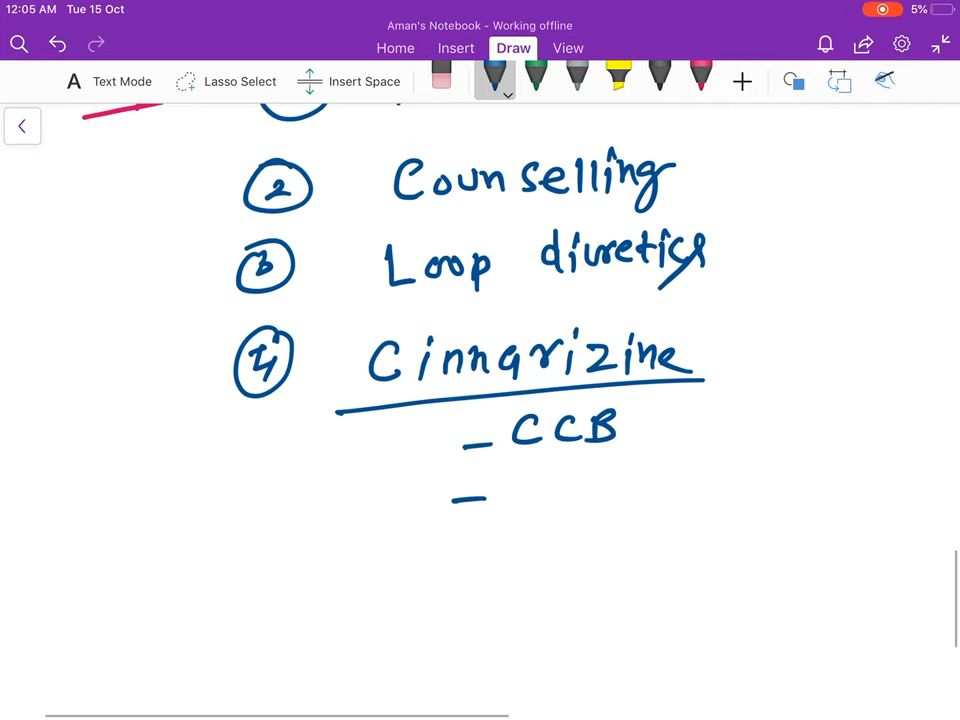 12:05 AM Tue 15 Oct 5%
Aman's Notebook - Working offline
Home Insert Draw View
Text Mode Lasso Select Insert Space
2 Counselling
3 Loop diuretics
4 Cinnarizine
- CCB
-